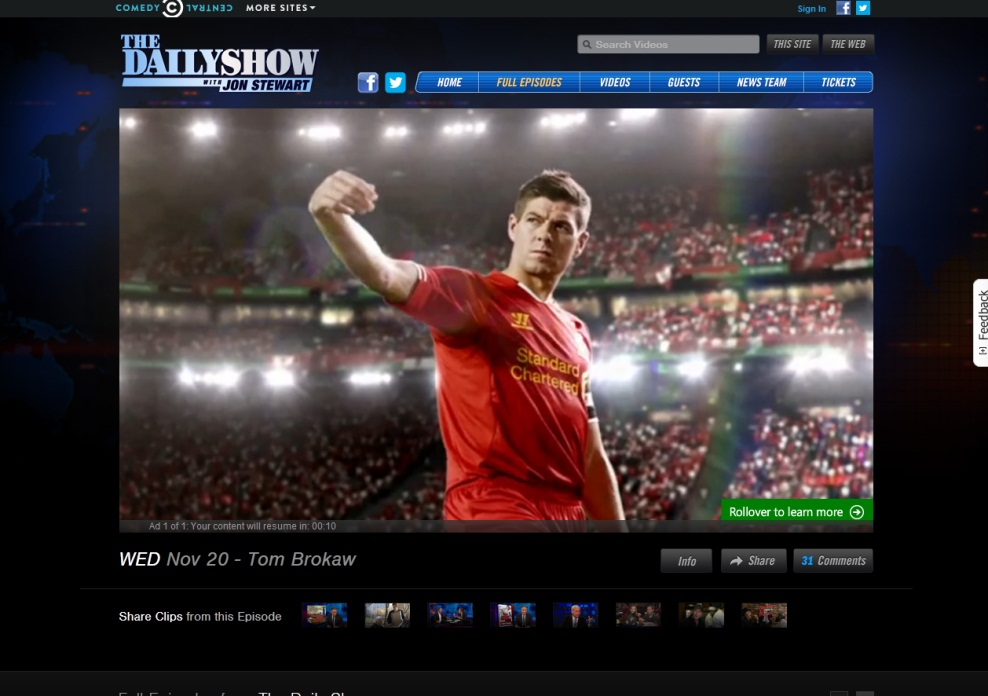 COMEDY CENTRAL MORE SITES
Sign In
THE
DAILYSHOW
WITH JON STEWART
Search Videos
THIS SITE
THE WEB
HOME
FULL EPISODES
VIDEOS
GUESTS
NEWS TEAM
TICKETS
Standard
Chartered
Feedback
Rollover to learn more
Ad 1 of 1: Your content will resume in: 00:10
WED Nov 20 - Tom Brokaw
Info
Share
31 Comments
Share Clips from this Episode